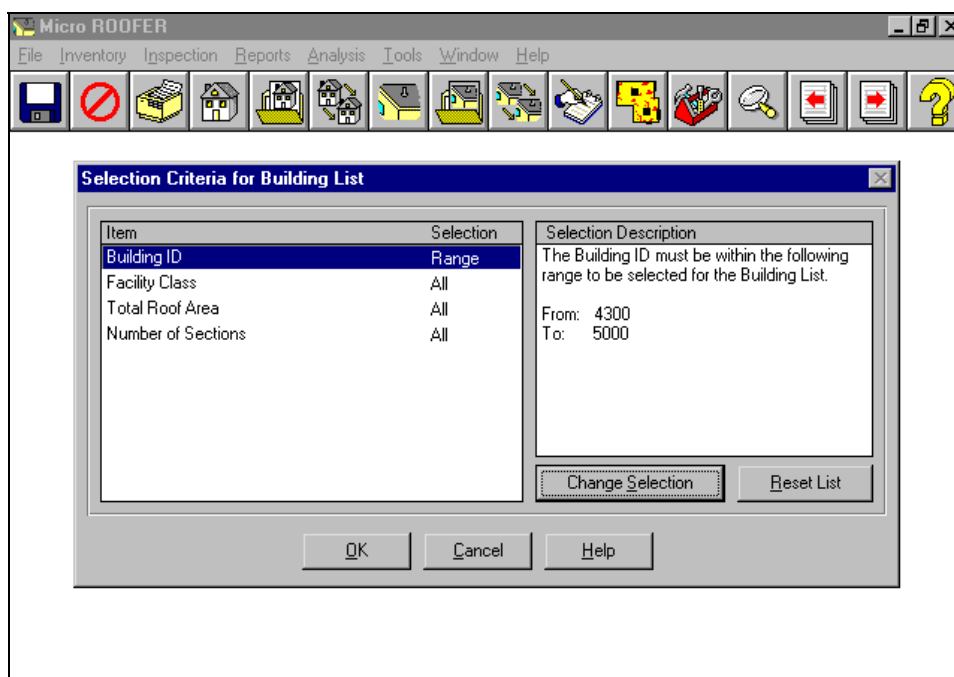 Micro ROOFER
File Inventory Inspection Reports Analysis Tools Window Help
Selection Criteria for Building List
Item Selection
Building ID Range
Facility Class All
Total Roof Area All
Number of Sections All
Selection Description
The Building ID must be within the following
range to be selected for the Building List.
From: 4300
To: 5000
Change Selection Reset List
OK Cancel Help